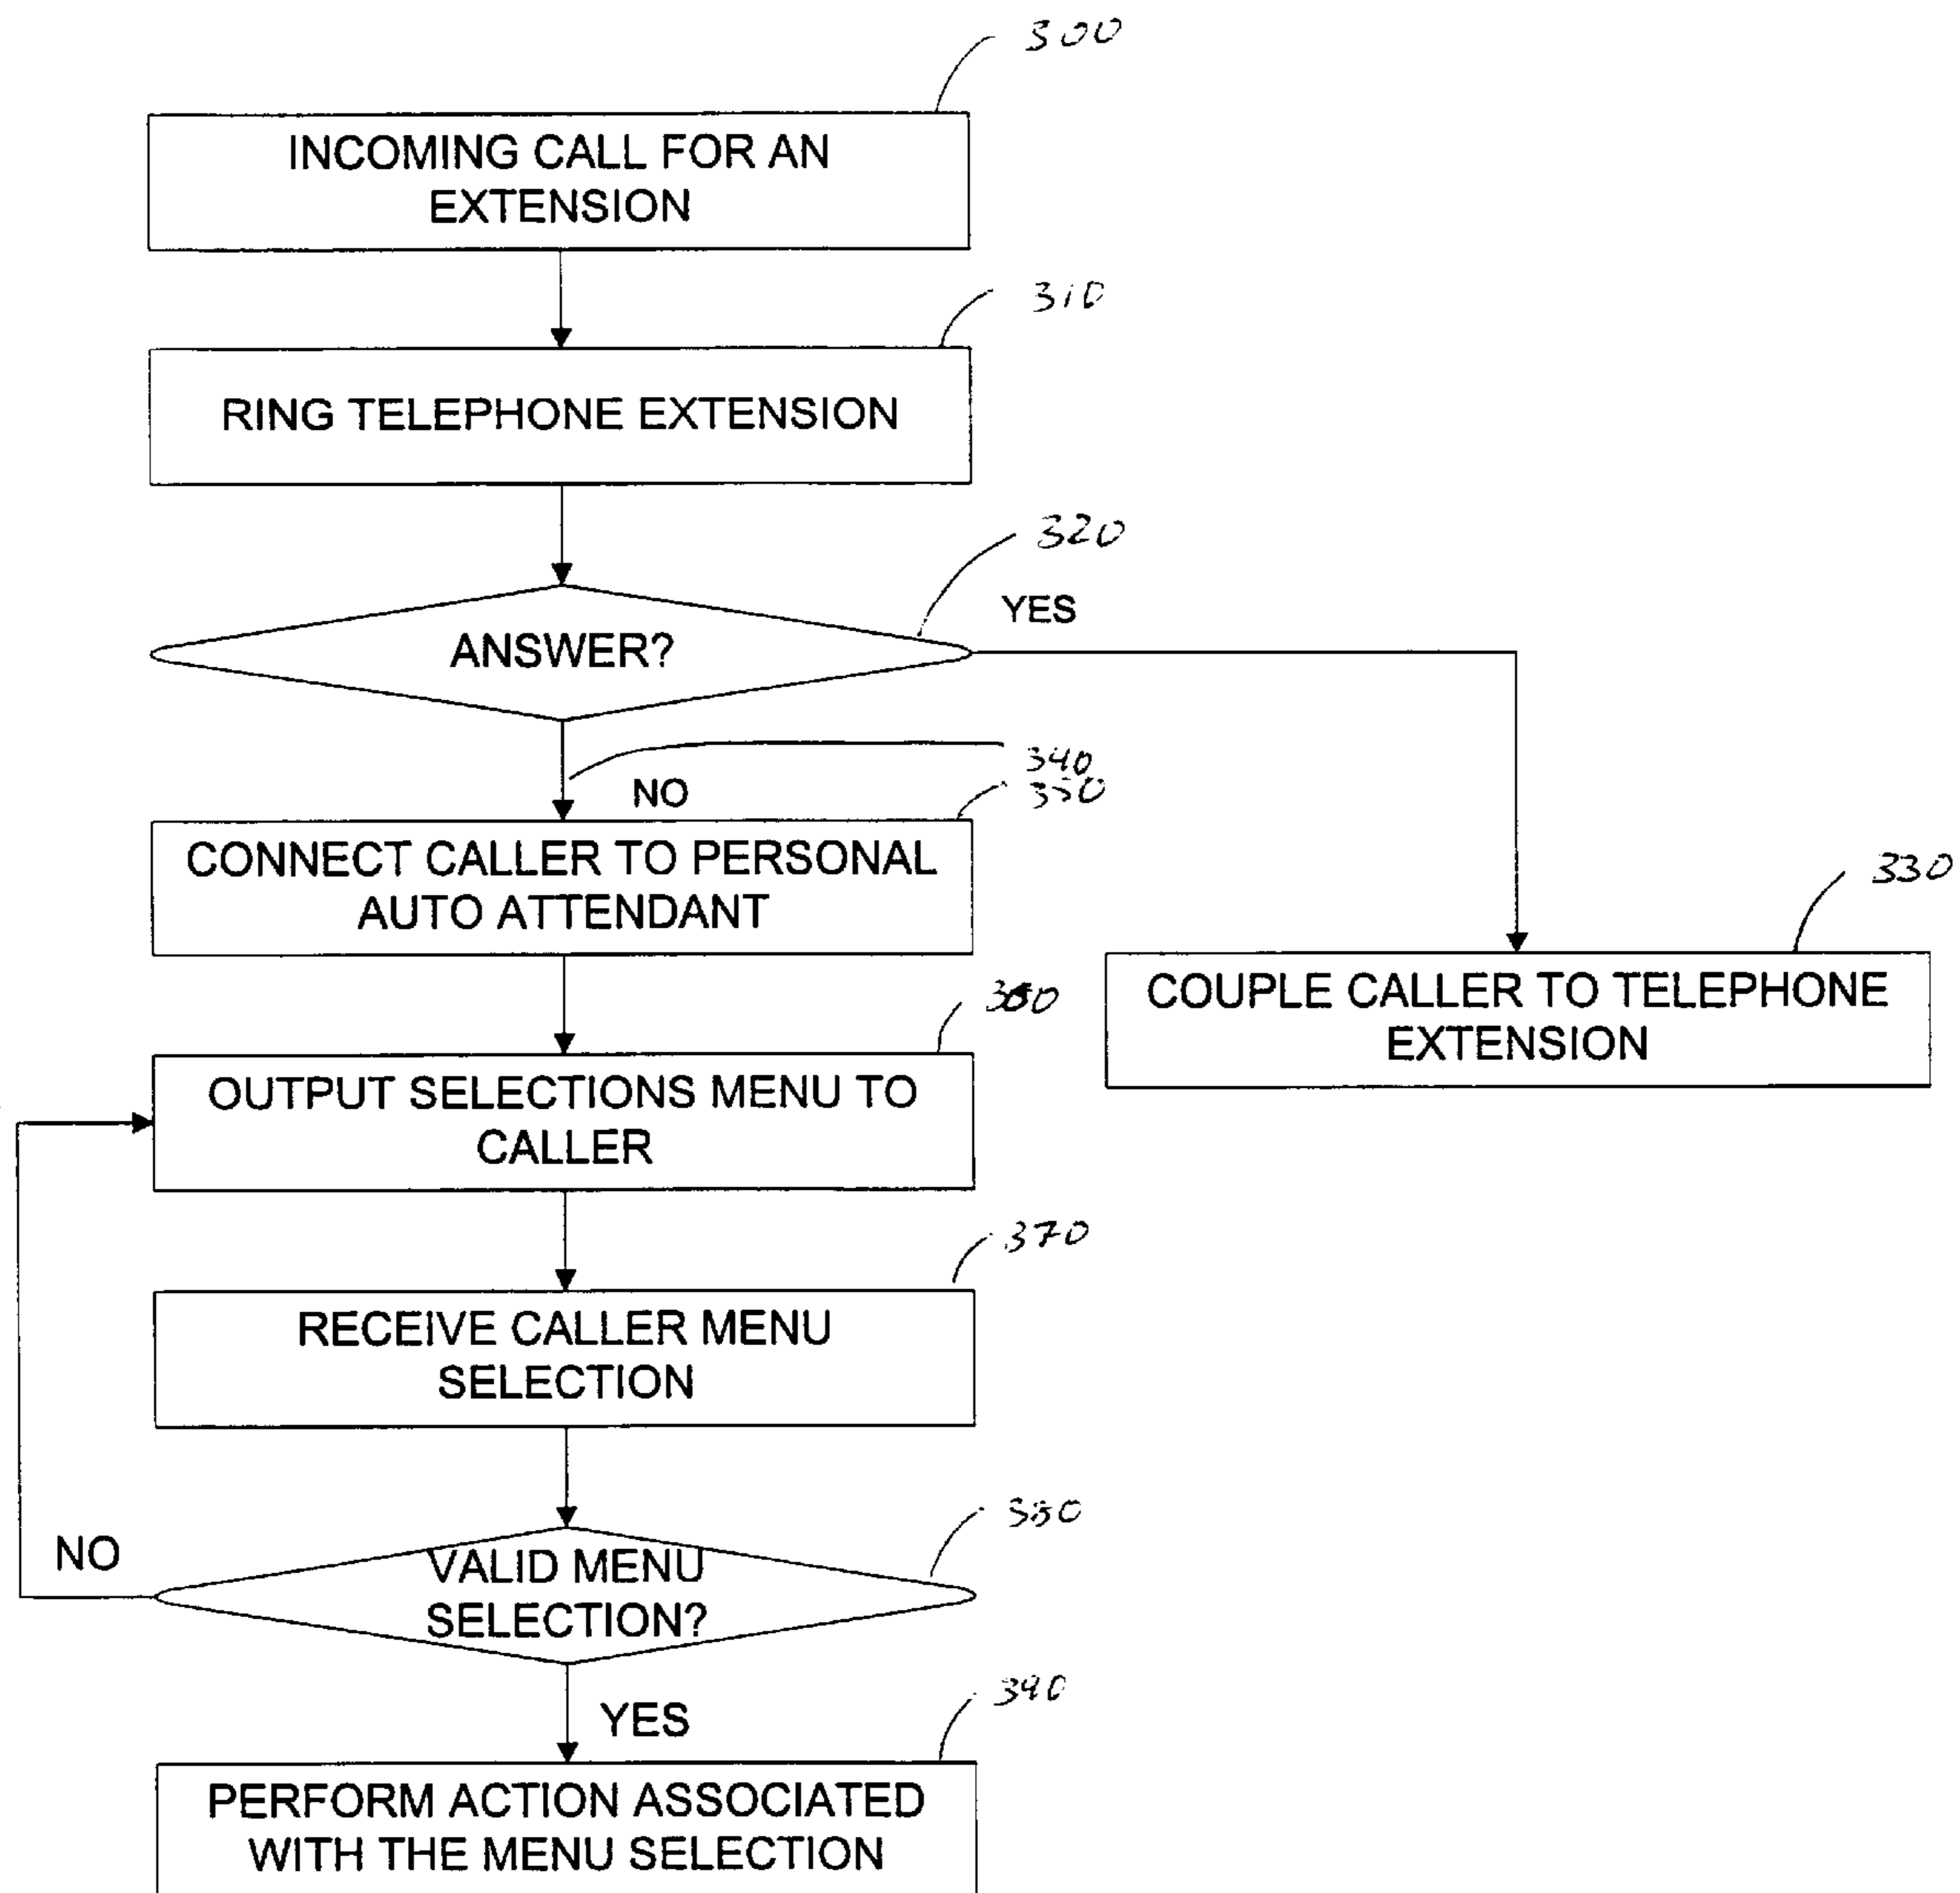 300
INCOMING CALL FOR AN
EXTENSION
310
RING TELEPHONE EXTENSION
320
ANSWER?
YES
340
NO
350
CONNECT CALLER TO PERSONAL
AUTO ATTENDANT
330
COUPLE CALLER TO TELEPHONE
EXTENSION
360
OUTPUT SELECTIONS MENU TO
CALLER
370
RECEIVE CALLER MENU
SELECTION
380
NO
VALID MENU
SELECTION?
YES
390
PERFORM ACTION ASSOCIATED
WITH THE MENU SELECTION